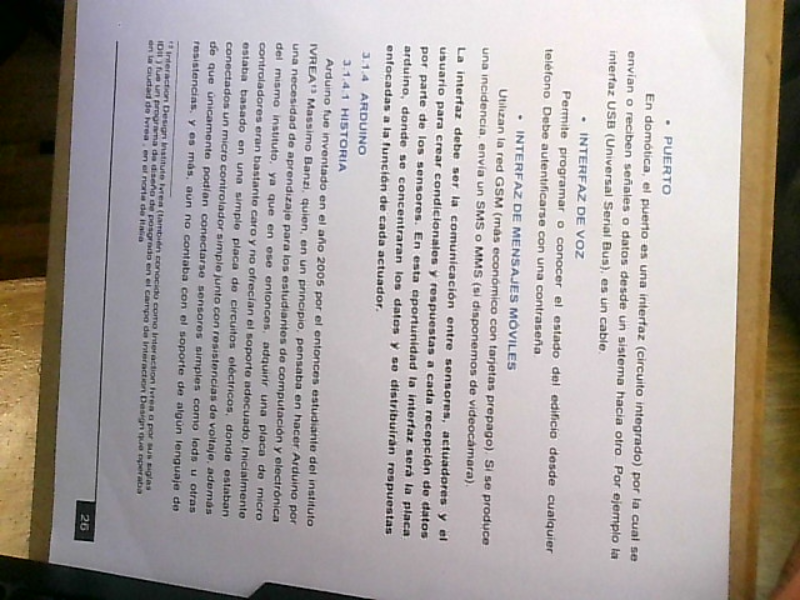 • PUERTO
En domótica, el puerto es una interfaz (circuito integrado) por la cual se
envían o reciben señales o datos desde un sistema hacia otro. Por ejemplo la
interfaz USB (Universal Serial Bus), es un cable.
• INTERFAZ DE VOZ
Permite programar o conocer el estado del edificio desde cualquier
teléfono. Debe autentificarse con una contraseña.
• INTERFAZ DE MENSAJES MÓVILES
Utilizan la red GSM (más económico con tarjetas prepago). Si se produce
una incidencia, envía un SMS o MMS (si disponemos de videocámara).
La interfaz debe ser la comunicación entre sensores, actuadores y el
usuario para crear condicionales y respuestas a cada recepción de datos
por parte de los sensores. En esta oportunidad la interfaz será la placa
arduino, donde se concentraran los datos y se distribuirán respuestas
enfocadas a la función de cada actuador.
3.1.4 ARDUINO
3.1.4.1 HISTORIA
Arduino fue inventado en el año 2005 por el entonces estudiante del instituto
IVREA¹³ Massimo Banzi, quien, en un principio, pensaba en hacer Arduino por
una necesidad de aprendizaje para los estudiantes de computación y electrónica
del mismo instituto, ya que en ese entonces, adquirir una placa de micro
controladores eran bastante caro y no ofrecían el soporte adecuado. Inicialmente
estaba basado en una simple placa de circuitos eléctricos, donde estaban
conectados un micro controlador simple junto con resistencias de voltaje, además
de que únicamente podían conectarse sensores simples como leds u otras
resistencias, y es más, aun no contaba con el soporte de algún lenguaje de
¹³ Interaction Design Institute Ivrea (también conocido como Interaction Ivrea o por sus siglas
IDII ) fue un programa de diseño de posgrado en el campo de Interaction Design que operaba
en la ciudad de Ivrea , en el norte de Italia
26